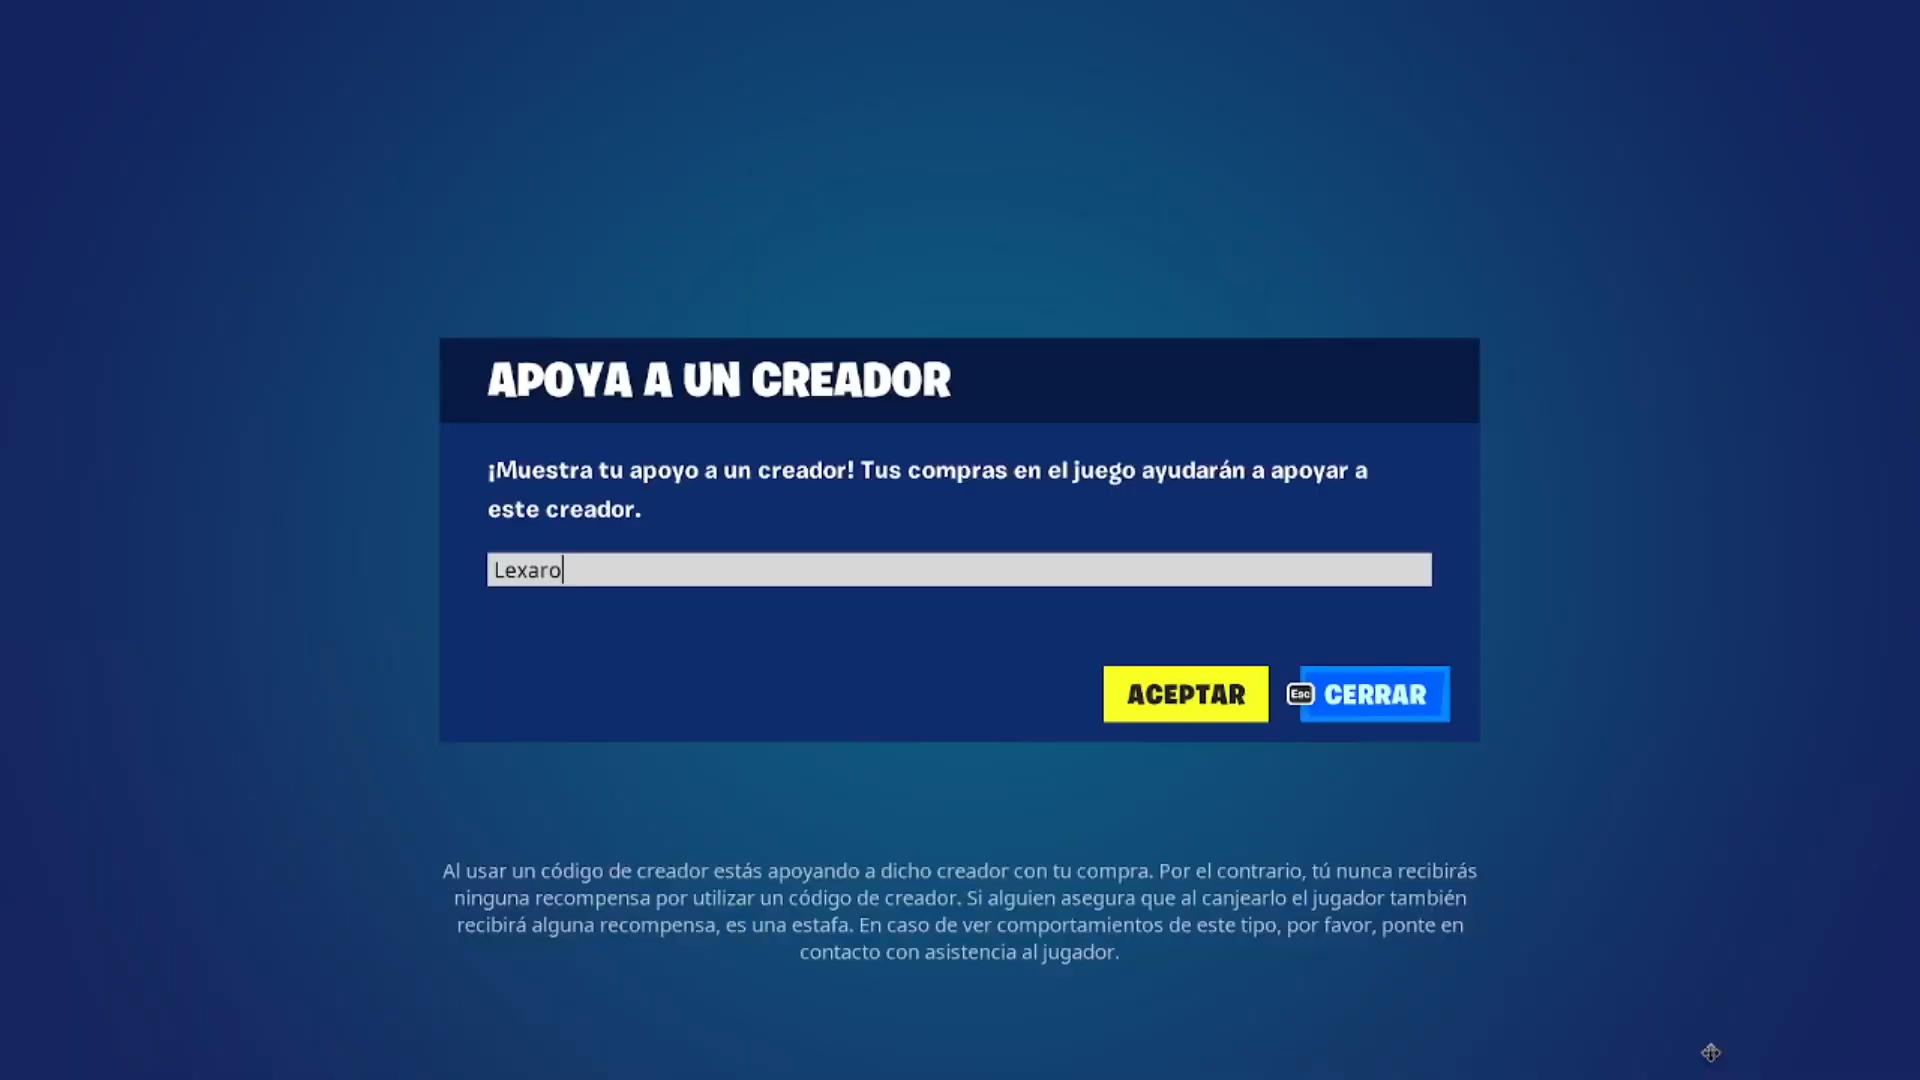 APOYA A UN CREADOR
¡Muestra tu apoyo a un creador! Tus compras en el juego ayudarán a apoyar a
este creador.
Lexaro
ACEPTAR
Esc CERRAR
Al usar un código de creador estás apoyando a dicho creador con tu compra. Por el contrario, tú nunca recibirás
ninguna recompensa por utilizar un código de creador. Si alguien asegura que al canjearlo el jugador también
recibirá alguna recompensa, es una estafa. En caso de ver comportamientos de este tipo, por favor, ponte en
contacto con asistencia al jugador.